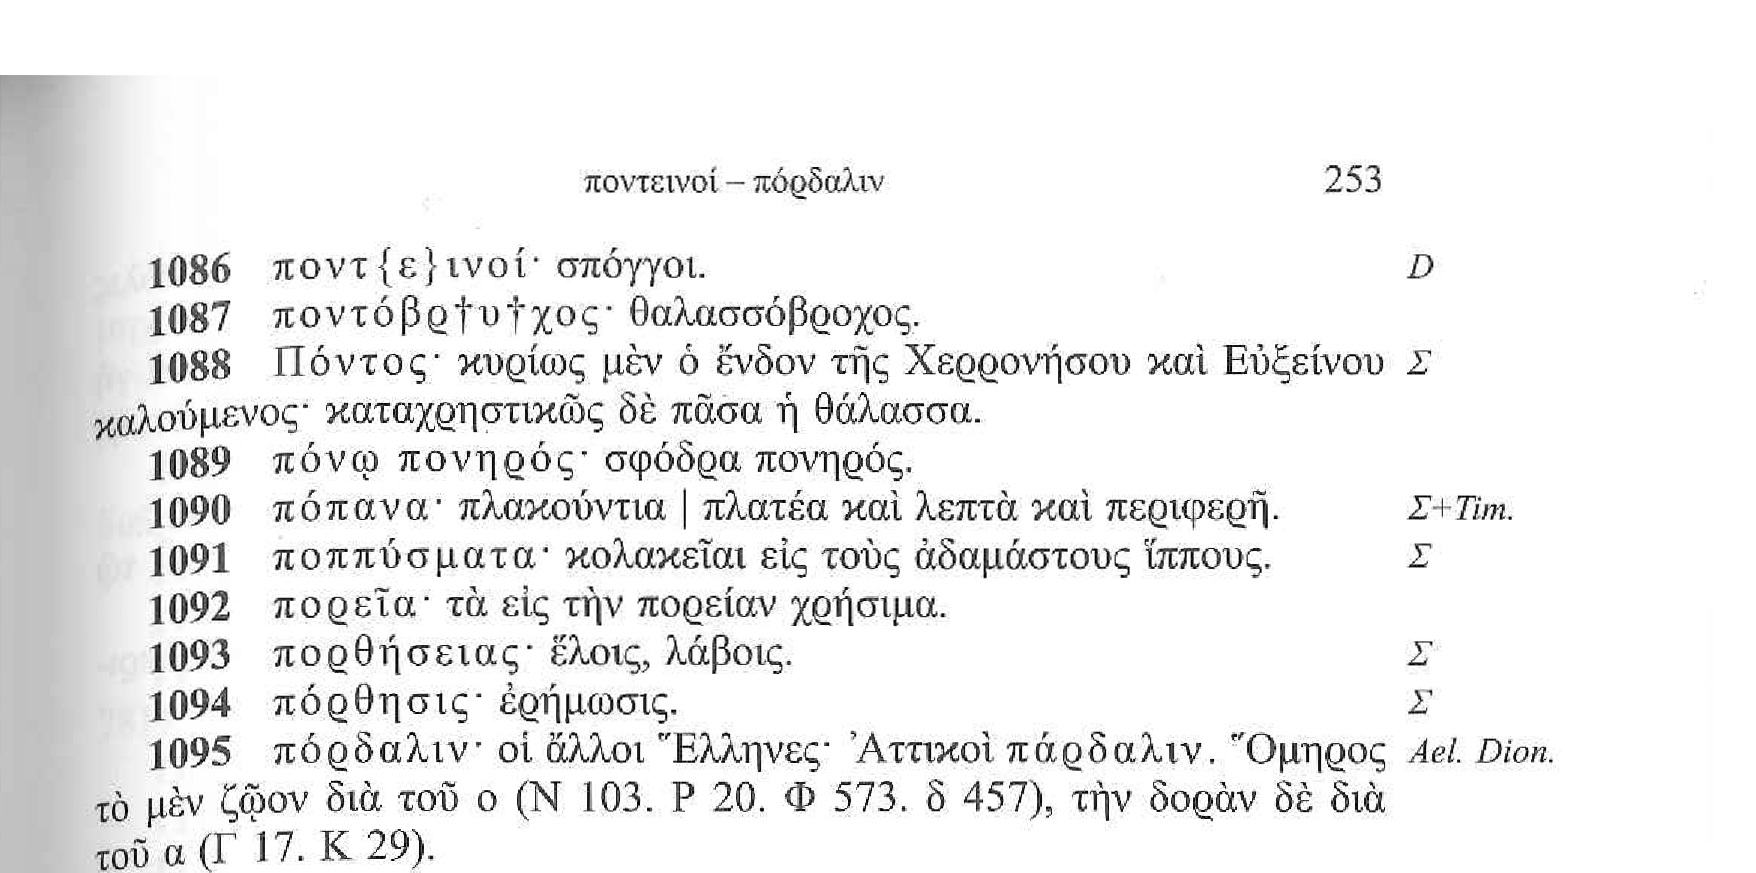 ποντεινοί – πόρδαλιν 253
1086 ποντ{ε}ινοί· σπόγγοι. D
1087 ποντόβρ†υ†χος· θαλασσόβροχος.
1088 Πόντος· κυρίως μὲν ὁ ἔνδον τῆς Χερρονήσου καὶ Εὐξείνου Σ
καλούμενος· καταχρηστικῶς δὲ πᾶσα ἡ θάλασσα.
1089 πόνῳ πονηρός· σφόδρα πονηρός.
1090 πόπανα· πλακούντια | πλατέα καὶ λεπτὰ καὶ περιφερῆ. Σ+Tim.
1091 ποππύσματα· κολακεῖαι εἰς τοὺς ἀδαμάστους ἵππους. Σ
1092 πορεῖα· τὰ εἰς τὴν πορείαν χρήσιμα.
1093 πορθήσειας· ἕλοις, λάβοις. Σ
1094 πόρθησις· ἐρήμωσις. Σ
1095 πόρδαλιν· οἱ ἄλλοι Ἕλληνες· Ἀττικοὶ πάρδαλιν. Ὅμηρος Ael. Dion.
τὸ μὲν ζῷον διὰ τοῦ ο (Ν 103. Ρ 20. Φ 573. δ 457), τὴν δορὰν δὲ διὰ
τοῦ α (Γ 17. Κ 29).